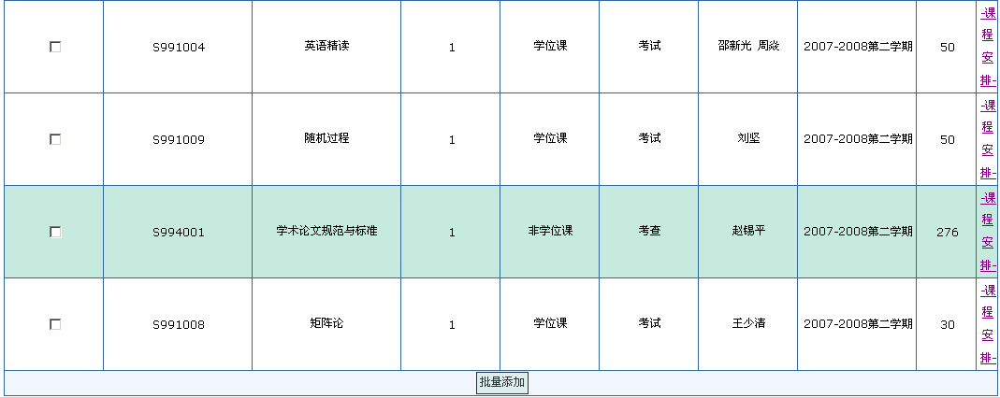 S991004 英语精读 1 学位课 考试 邵新光 周焱 2007-2008第二学期 50 -课
程
安
排-
S991009 随机过程 1 学位课 考试 刘坚 2007-2008第二学期 50 -课
程
安
排-
S994001 学术论文规范与标准 1 非学位课 考查 赵锡平 2007-2008第二学期 276 -课
程
安
排-
S991008 矩阵论 1 学位课 考试 王少清 2007-2008第二学期 30 -课
程
安
排-
批量添加